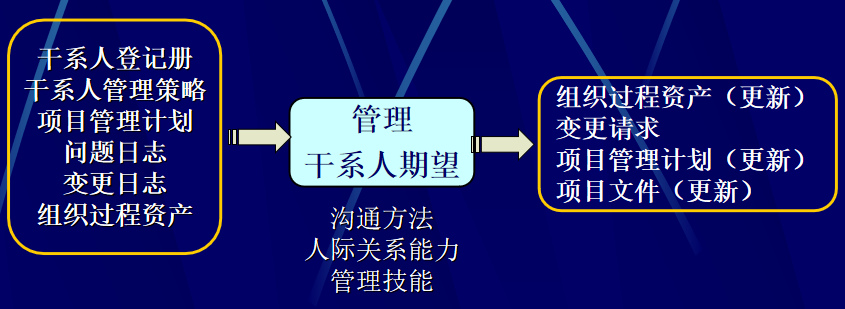 干系人登记册
干系人管理策略
项目管理计划
问题日志
变更日志
组织过程资产
管理
干系人期望
沟通方法
人际关系能力
管理技能
组织过程资产（更新）
变更请求
项目管理计划（更新）
项目文件（更新）